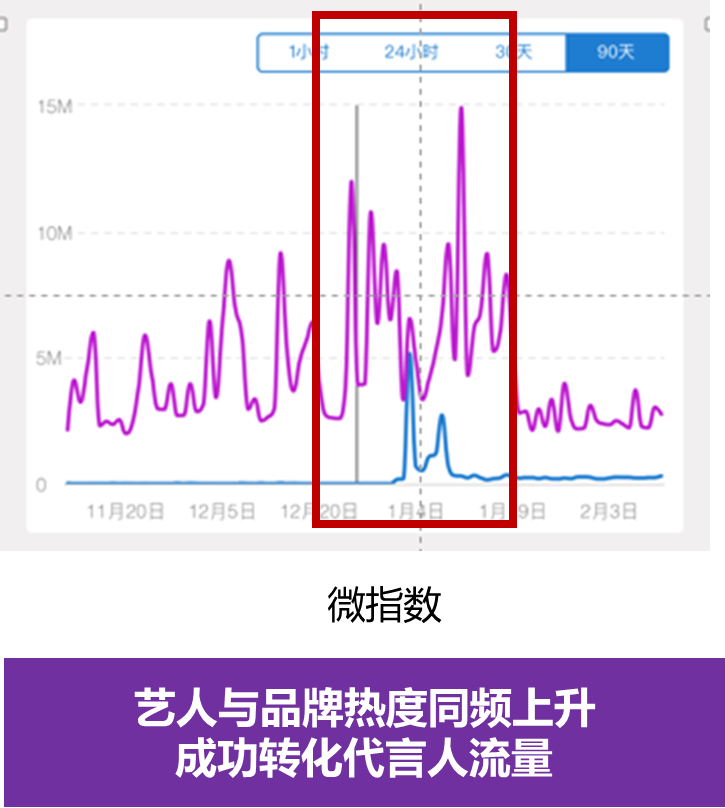 1小时 24小时 30天 90天
15M
10M
5M
0
11月20日 12月5日 12月20日 1月4日 1月19日 2月3日
微指数
艺人与品牌热度同频上升
成功转化代言人流量